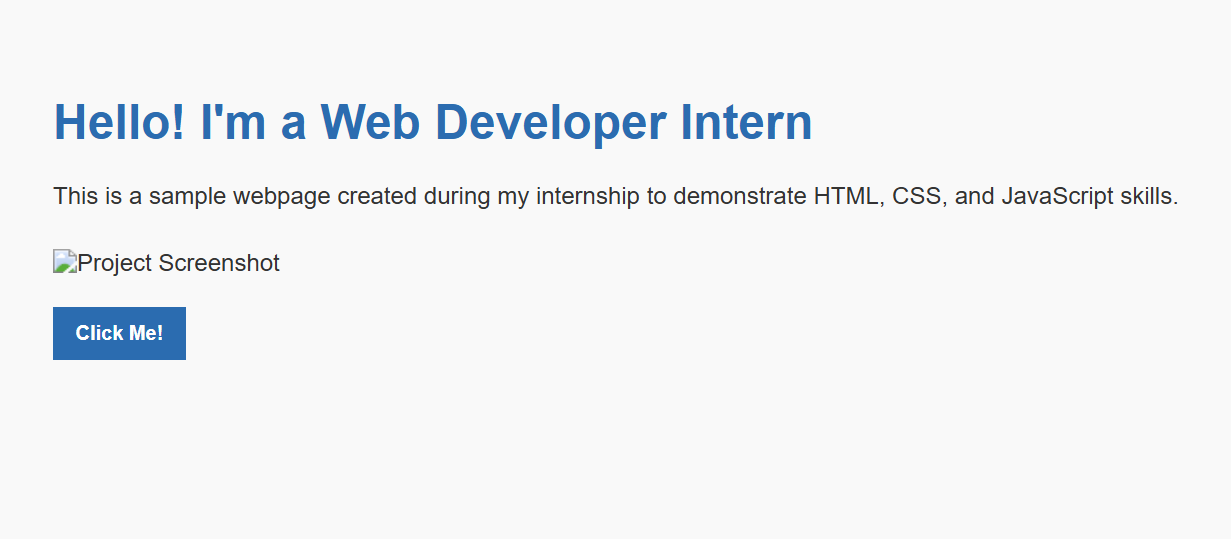 Hello! I'm a Web Developer Intern
This is a sample webpage created during my internship to demonstrate HTML, CSS, and JavaScript skills.
Project Screenshot
Click Me!